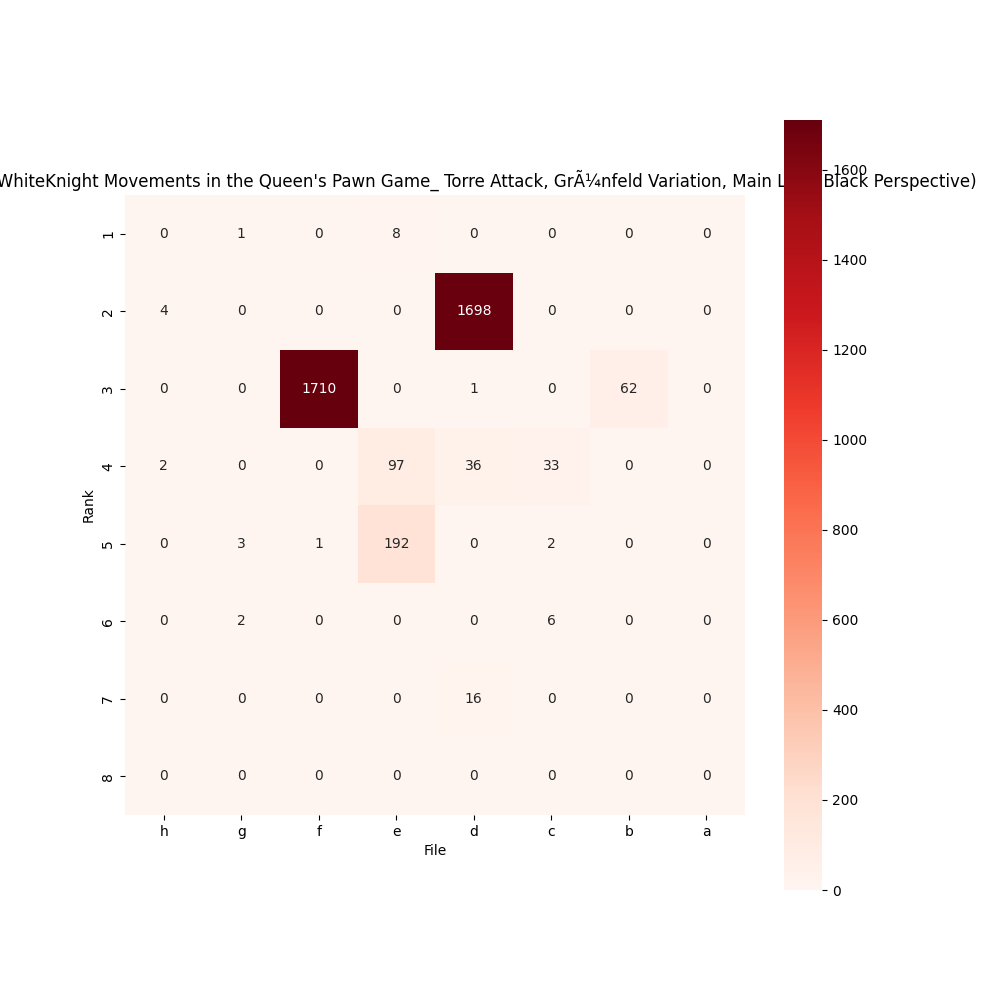 WhiteKnight Movements in the Queen's Pawn Game_ Torre Attack, GrÃ¼nfeld Variation, Main Black Perspective)
1600
1 0 1 0 8 0 0 0 0
1400
2 4 0 0 0 1698 0 0 0
1200
3 0 0 1710 0 1 0 62 0
1000
4 2 0 0 97 36 33 0 0
Rank
800
5 0 3 1 192 0 2 0 0
600
6 0 2 0 0 0 6 0 0
7 0 0 0 0 16 0 0 0
400
8 0 0 0 0 0 0 0 0
200
h g f e d c b a
File
0